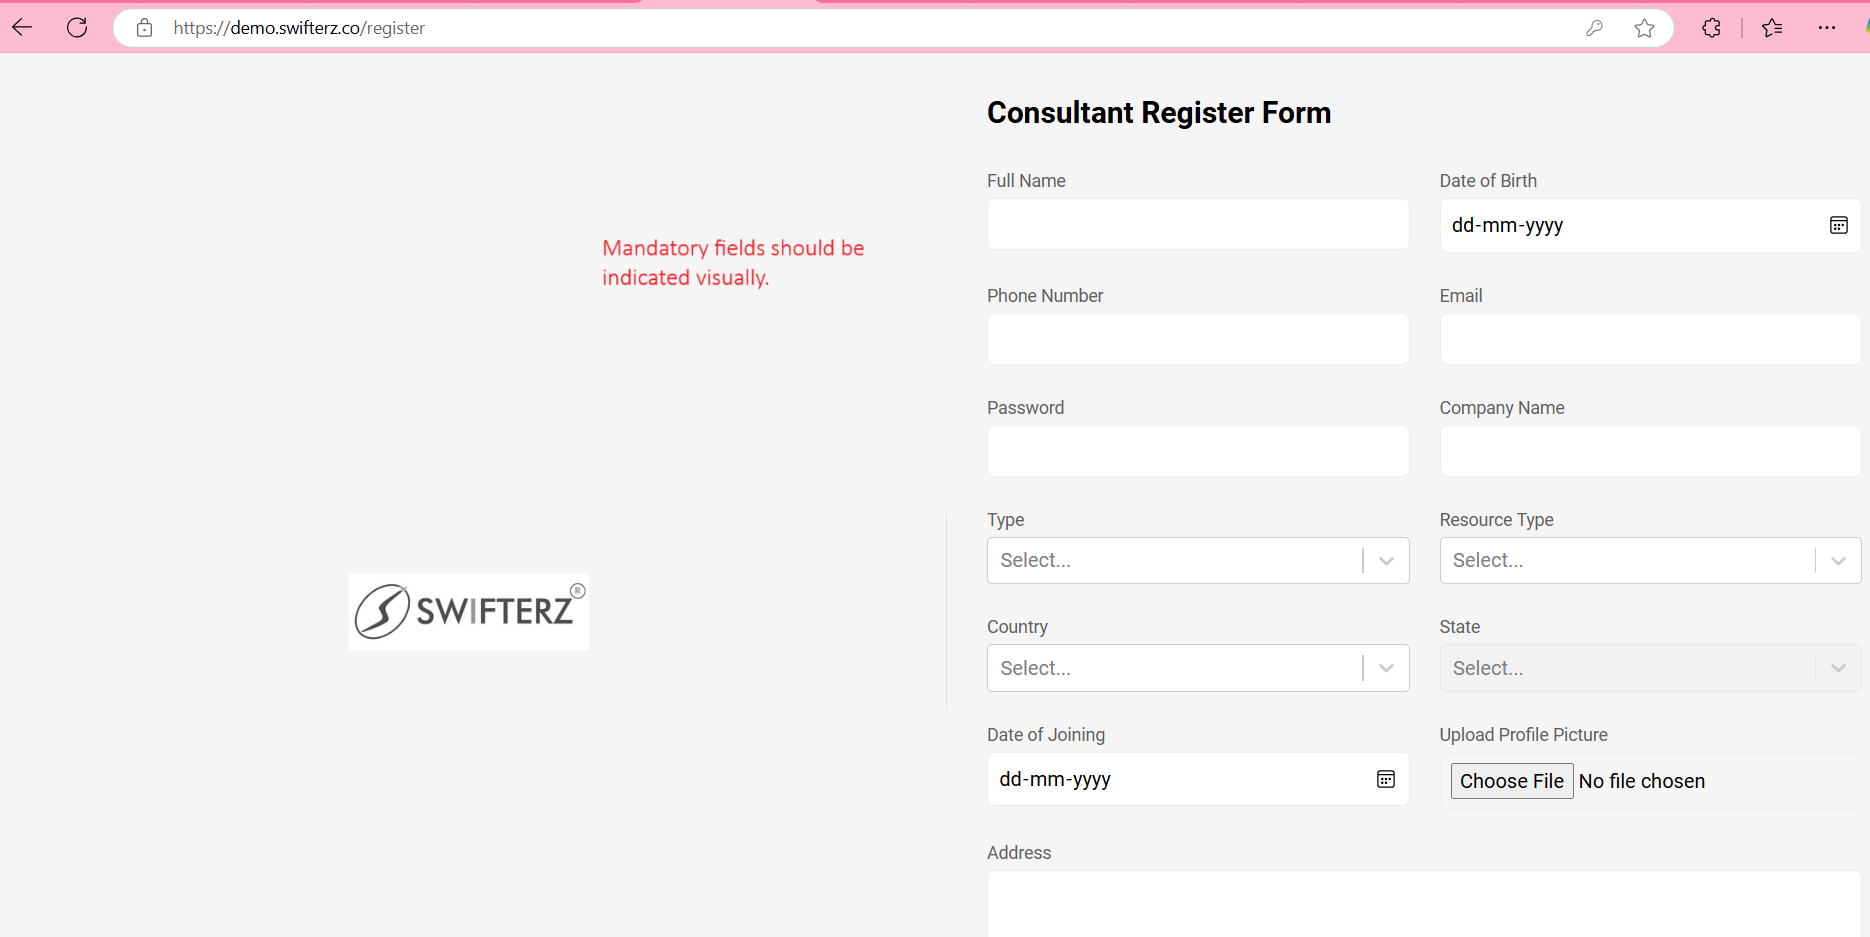 https://demo.swifterz.co/register
Consultant Register Form
Full Name
Date of Birth
dd-mm-yyyy
Mandatory fields should be
indicated visually.
Phone Number
Email
Password
Company Name
Type
Resource Type
Select...
Select...
SWIFTERZ®
Country
State
Select...
Select...
Date of Joining
Upload Profile Picture
dd-mm-yyyy
Choose File No file chosen
Address